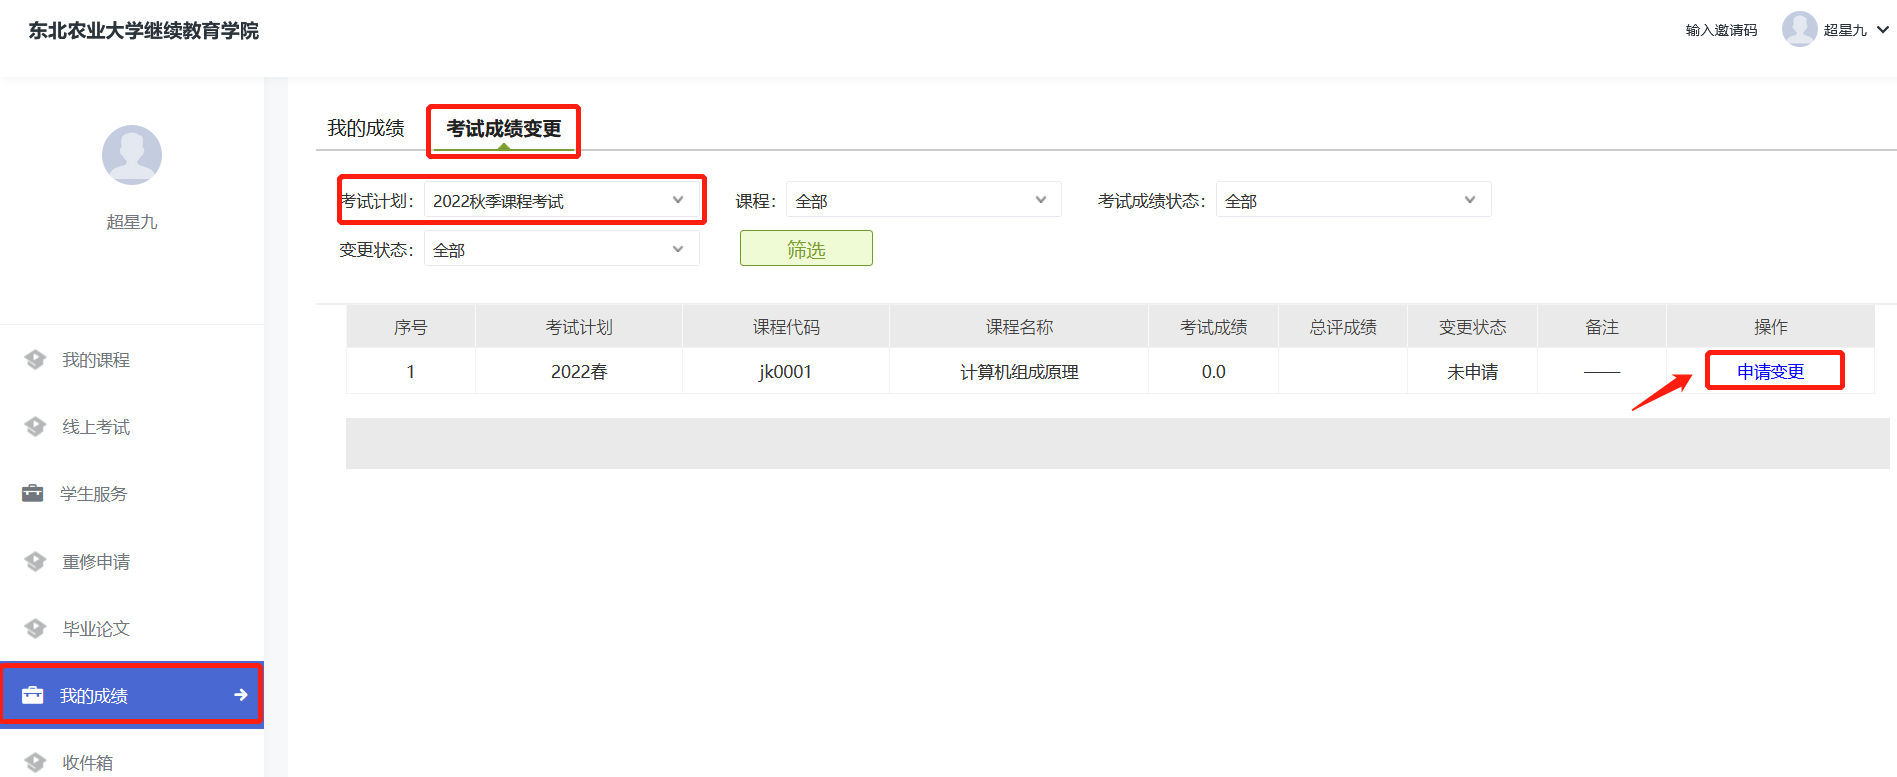 东北农业大学继续教育学院
输入邀请码
超星九
超星九
我的课程
线上考试
学生服务
重修申请
毕业论文
我的成绩
收件箱
我的成绩 考试成绩变更
考试计划： 2022秋季课程考试 课程： 全部 考试成绩状态： 全部
变更状态： 全部 筛选
序号 考试计划 课程代码 课程名称 考试成绩 总评成绩 变更状态 备注 操作
1 2022春 jk0001 计算机组成原理 0.0 未申请 —— 申请变更